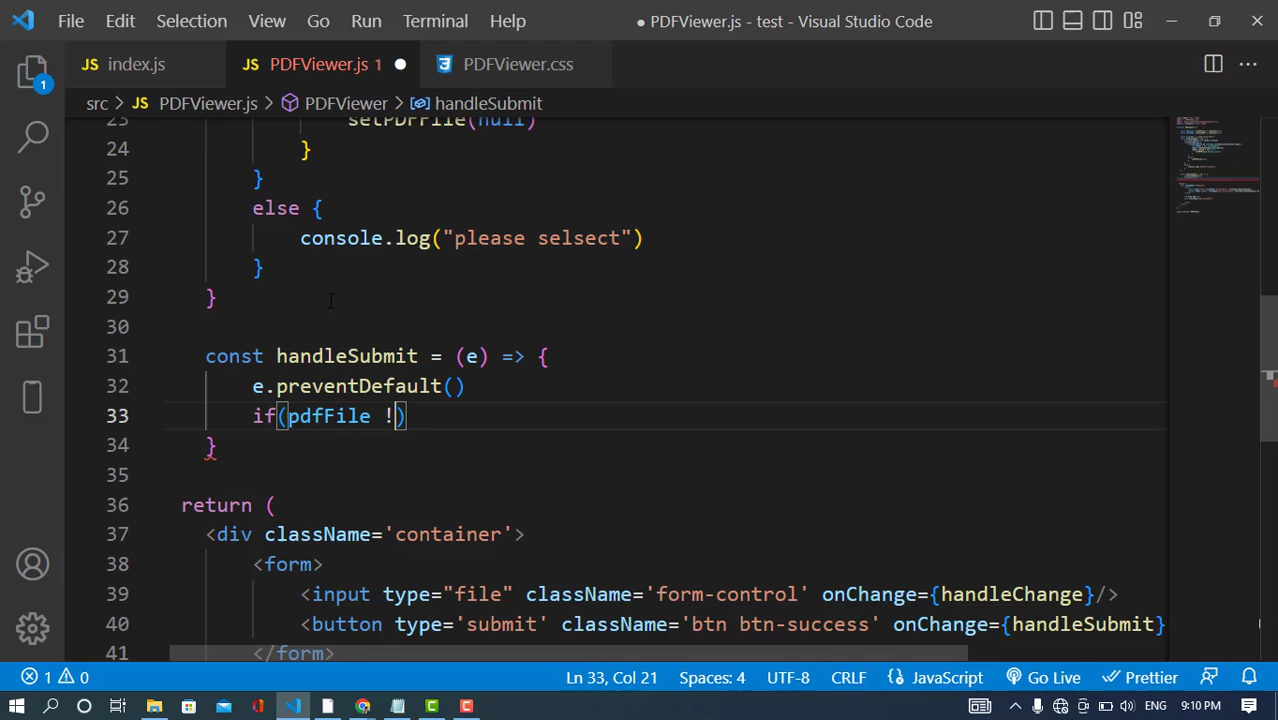 File Edit Selection View Go Run Terminal Help ● PDFViewer.js - test - Visual Studio Code
JS index.js JS PDFViewer.js 1 PDFViewer.css
src > JS PDFViewer.js > PDFViewer > handleSubmit
1
23 setPDFFile(null)
24 }
25 }
26 else {
27 console.log("please selsect")
28 }
29 }
30
31 const handleSubmit = (e) => {
32 e.preventDefault()
33 if(pdfFile !)
34 }
35
36 return (
37 <div className='container'>
38 <form>
39 <input type="file" className='form-control' onChange={handleChange}/>
40 <button type='submit' className='btn btn-success' onChange={handleSubmit}
41 </form>
1 0 Ln 33, Col 21 Spaces: 4 UTF-8 CRLF JavaScript Go Live Prettier
ENG 9:10 PM